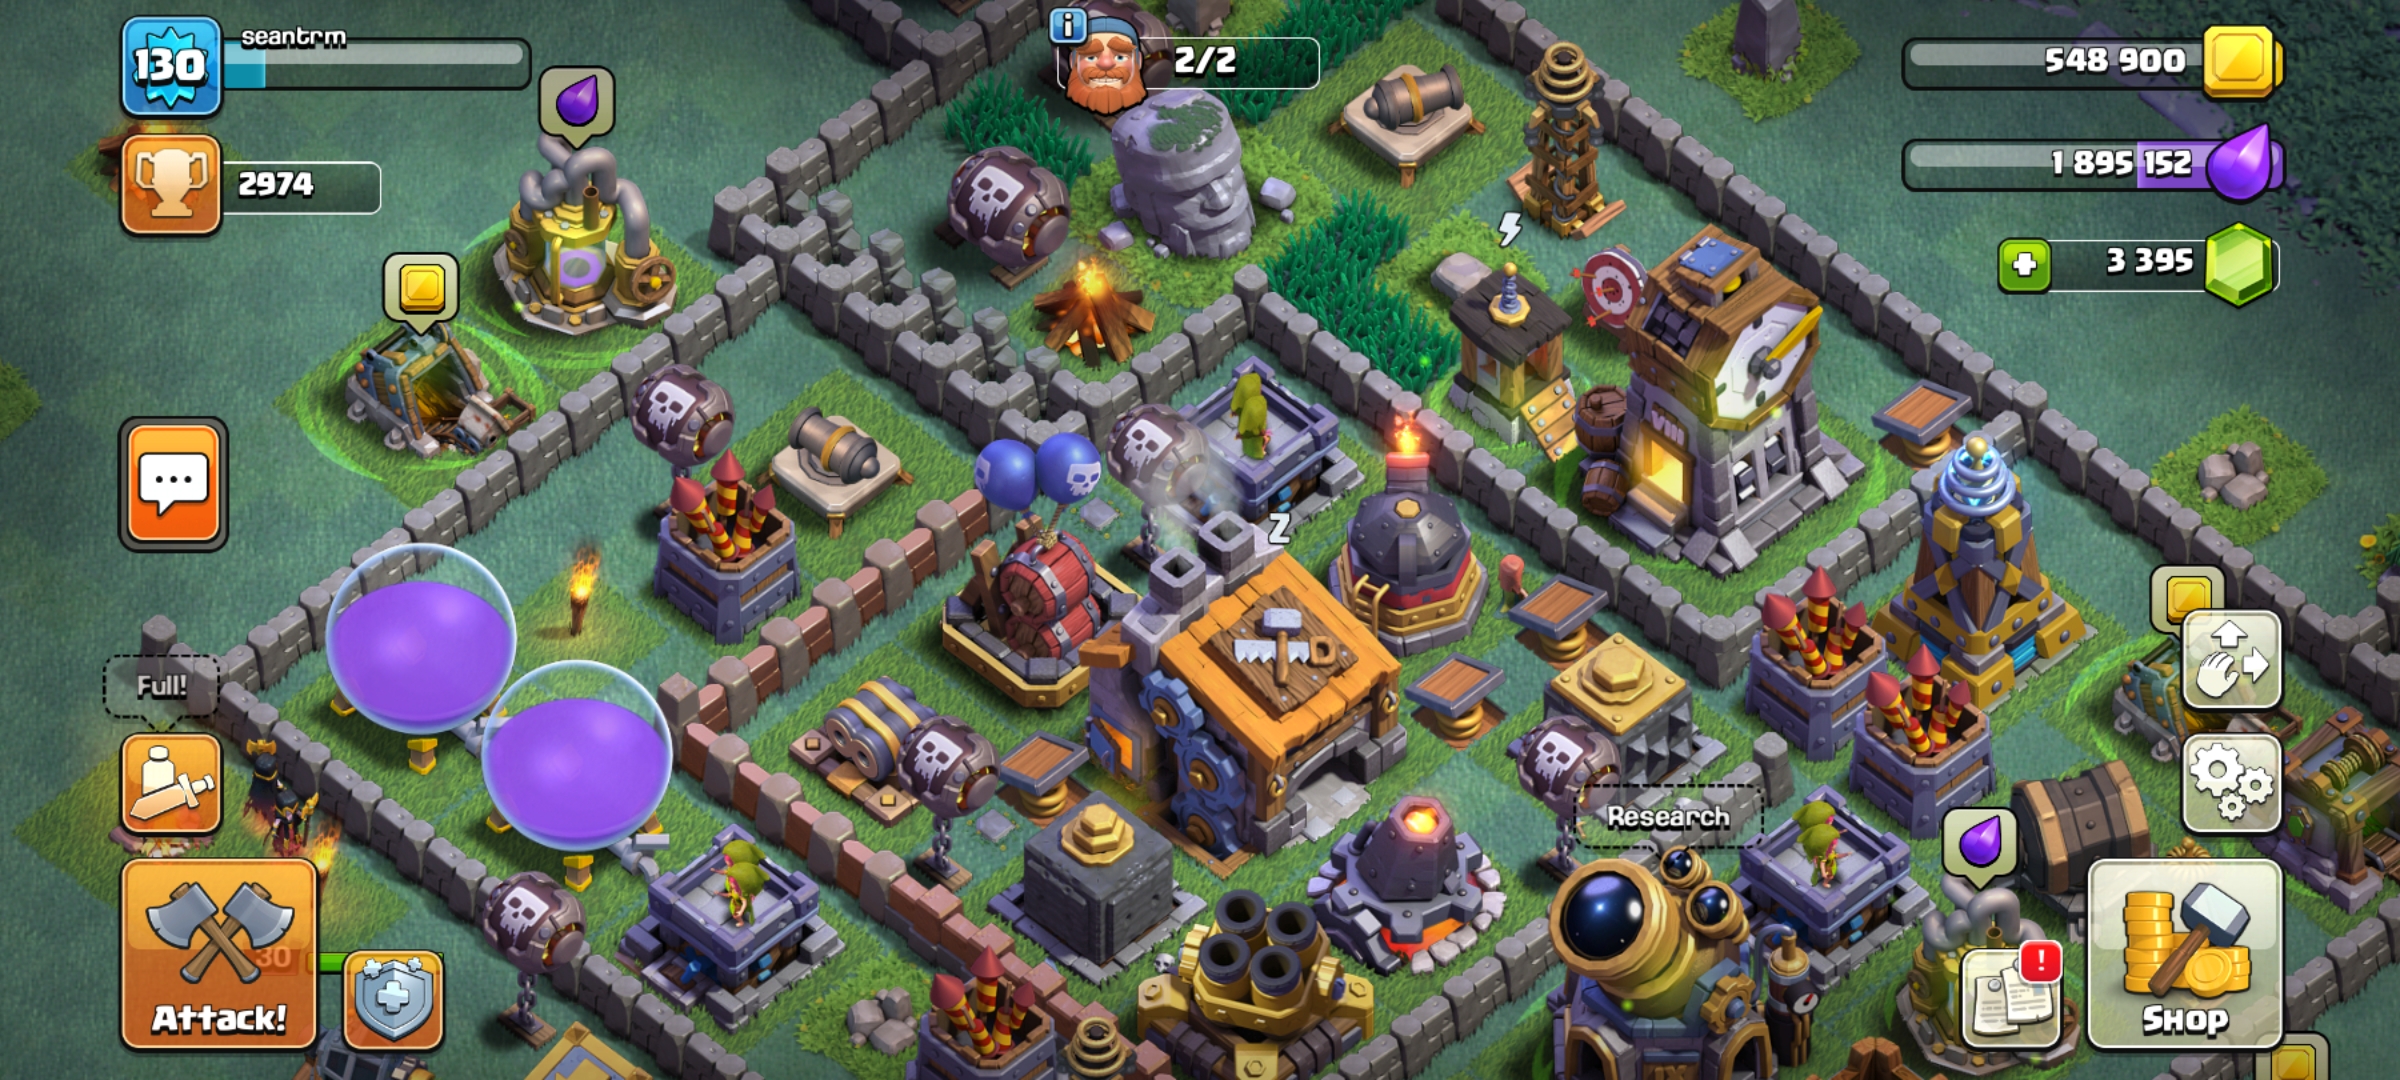 130
seantrm
2/2
548 900
2974
1 895 152
3 395
VIII
Z
Full!
Research
30
Attack!
Shop